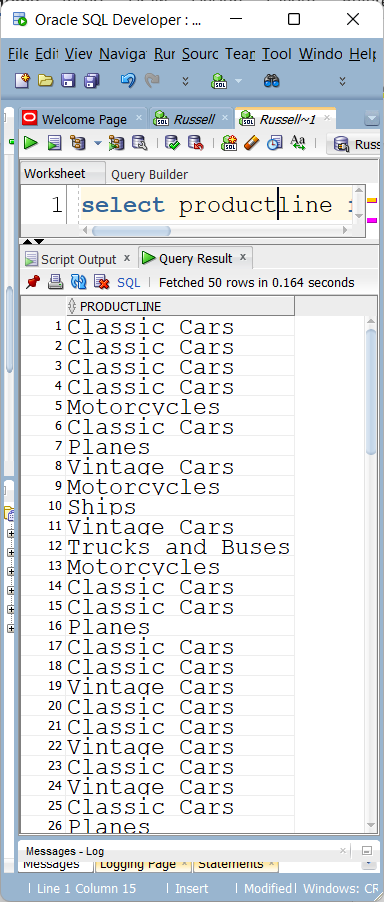 Oracle SQL Developer : ...
File Edit View Naviga Run Sourc Tear Tool Windo Help
Welcome Page Russell Russell~1
Russ
Worksheet Query Builder
1 select productline
Script Output x Query Result x
SQL | Fetched 50 rows in 0.164 seconds
PRODUCTLINE
1 Classic Cars
2 Classic Cars
3 Classic Cars
4 Classic Cars
5 Motorcycles
6 Classic Cars
7 Planes
8 Vintage Cars
9 Motorcycles
10 Ships
11 Vintage Cars
12 Trucks and Buses
13 Motorcycles
14 Classic Cars
15 Classic Cars
16 Planes
17 Classic Cars
18 Classic Cars
19 Vintage Cars
20 Classic Cars
21 Classic Cars
22 Vintage Cars
23 Classic Cars
24 Vintage Cars
25 Classic Cars
26 Planes
Messages - Log
Messages Logging Page Statements
Line 1 Column 15 | Insert | Modified | Windows: CR